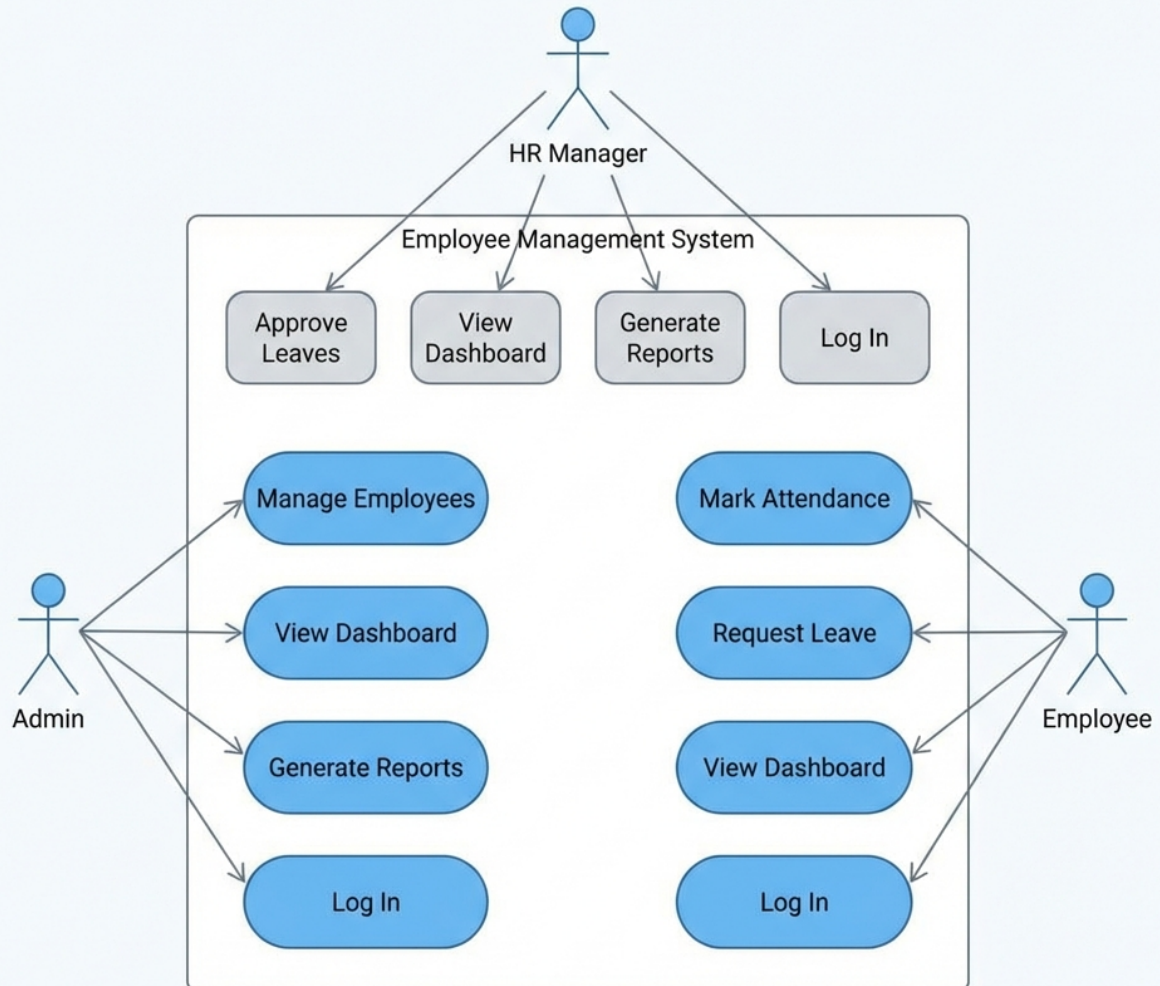 HR Manager
Employee Management System
Approve
Leaves
View
Dashboard
Generate
Reports
Log In
Manage Employees
Mark Attendance
View Dashboard
Request Leave
Admin
Employee
Generate Reports
View Dashboard
Log In
Log In